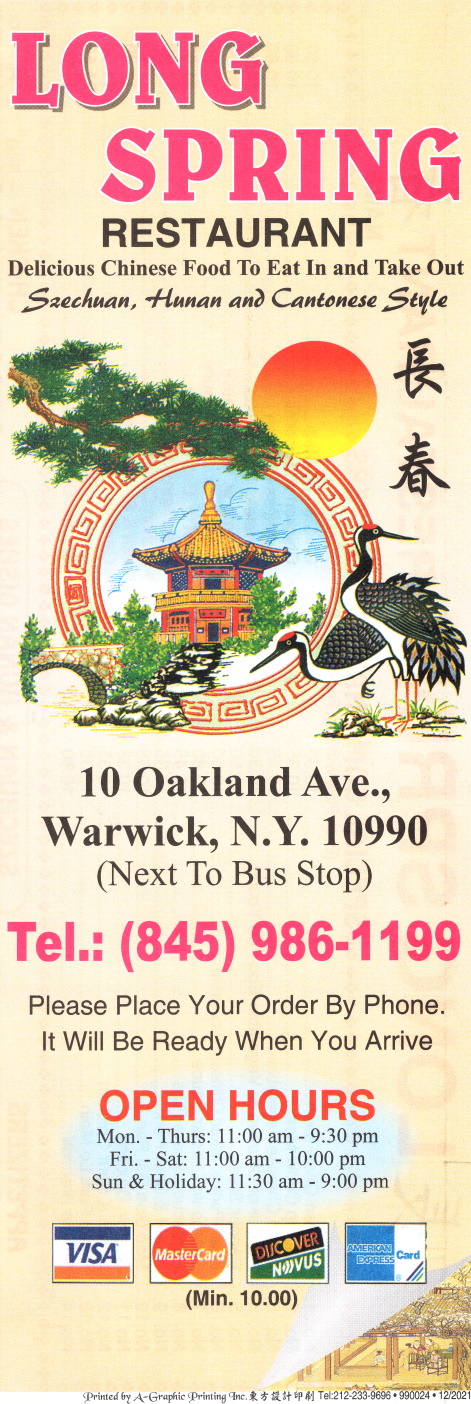 LONG
SPRING
RESTAURANT
Delicious Chinese Food To Eat In and Take Out
Szechuan, Hunan and Cantonese Style
長
春
10 Oakland Ave.,
Warwick, N.Y. 10990
(Next To Bus Stop)
Tel.: (845) 986-1199
Please Place Your Order By Phone.
It Will Be Ready When You Arrive
OPEN HOURS
Mon. - Thurs: 11:00 am - 9:30 pm
Fri. - Sat: 11:00 am - 10:00 pm
Sun & Holiday: 11:30 am - 9:00 pm
VISA MasterCard DISCOVER NOVUS AMERICAN EXPRESS Card
(Min. 10.00)
Printed by A-Graphic Printing Inc. 東方設計印刷 Tel:212-233-9696 • 990024 • 12/2021